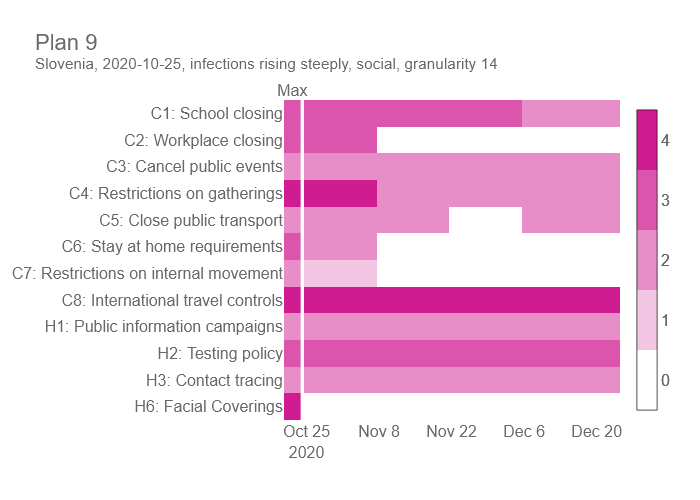 Plan 9
Slovenia, 2020-10-25, infections rising steeply, social, granularity 14
Max
C1: School closing
C2: Workplace closing
C3: Cancel public events
C4: Restrictions on gatherings
C5: Close public transport
C6: Stay at home requirements
C7: Restrictions on internal movement
C8: International travel controls
H1: Public information campaigns
H2: Testing policy
H3: Contact tracing
H6: Facial Coverings
Oct 25 Nov 8 Nov 22 Dec 6 Dec 20
2020
4
3
2
1
0